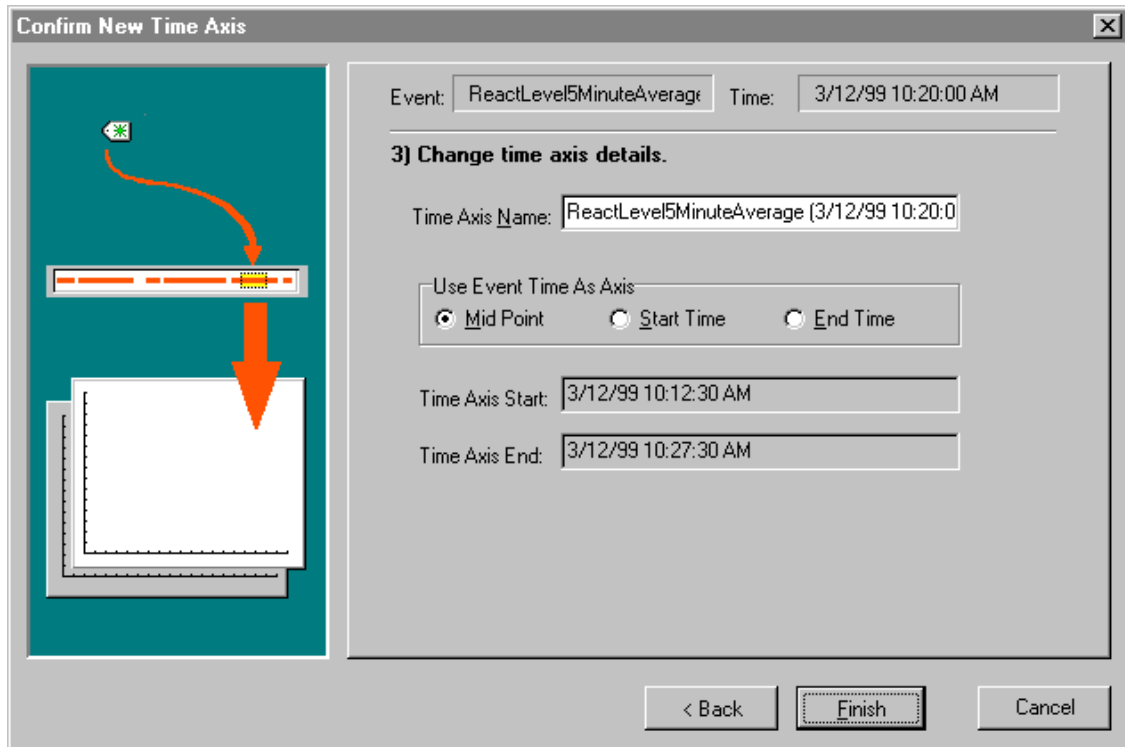 Confirm New Time Axis
Event: ReactLevel5MinuteAverage Time: 3/12/99 10:20:00 AM
3) Change time axis details.
Time Axis Name: ReactLevel5MinuteAverage (3/12/99 10:20:0
Use Event Time As Axis
Mid Point Start Time End Time
Time Axis Start: 3/12/99 10:12:30 AM
Time Axis End: 3/12/99 10:27:30 AM
< Back Finish Cancel